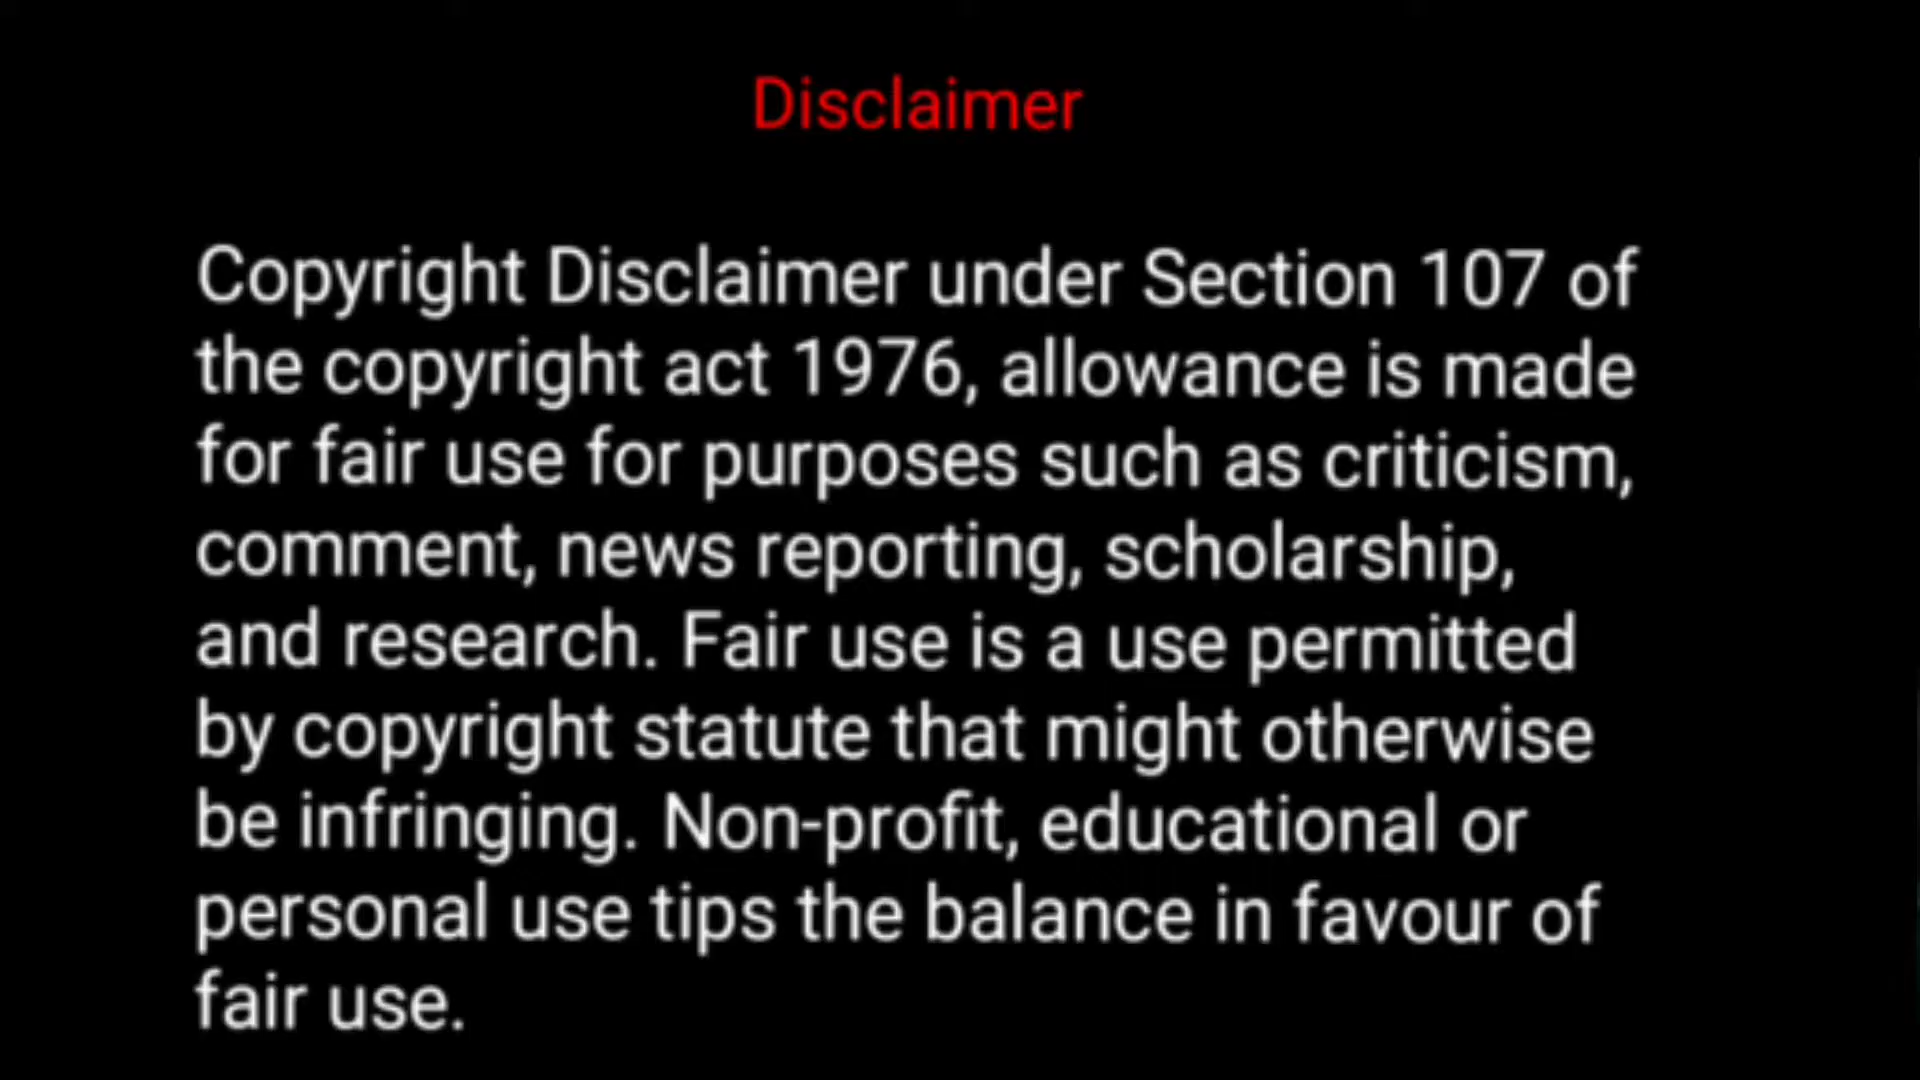 Disclaimer
Copyright Disclaimer under Section 107 of
the copyright act 1976, allowance is made
for fair use for purposes such as criticism,
comment, news reporting, scholarship,
and research. Fair use is a use permitted
by copyright statute that might otherwise
be infringing. Non-profit, educational or
personal use tips the balance in favour of
fair use.